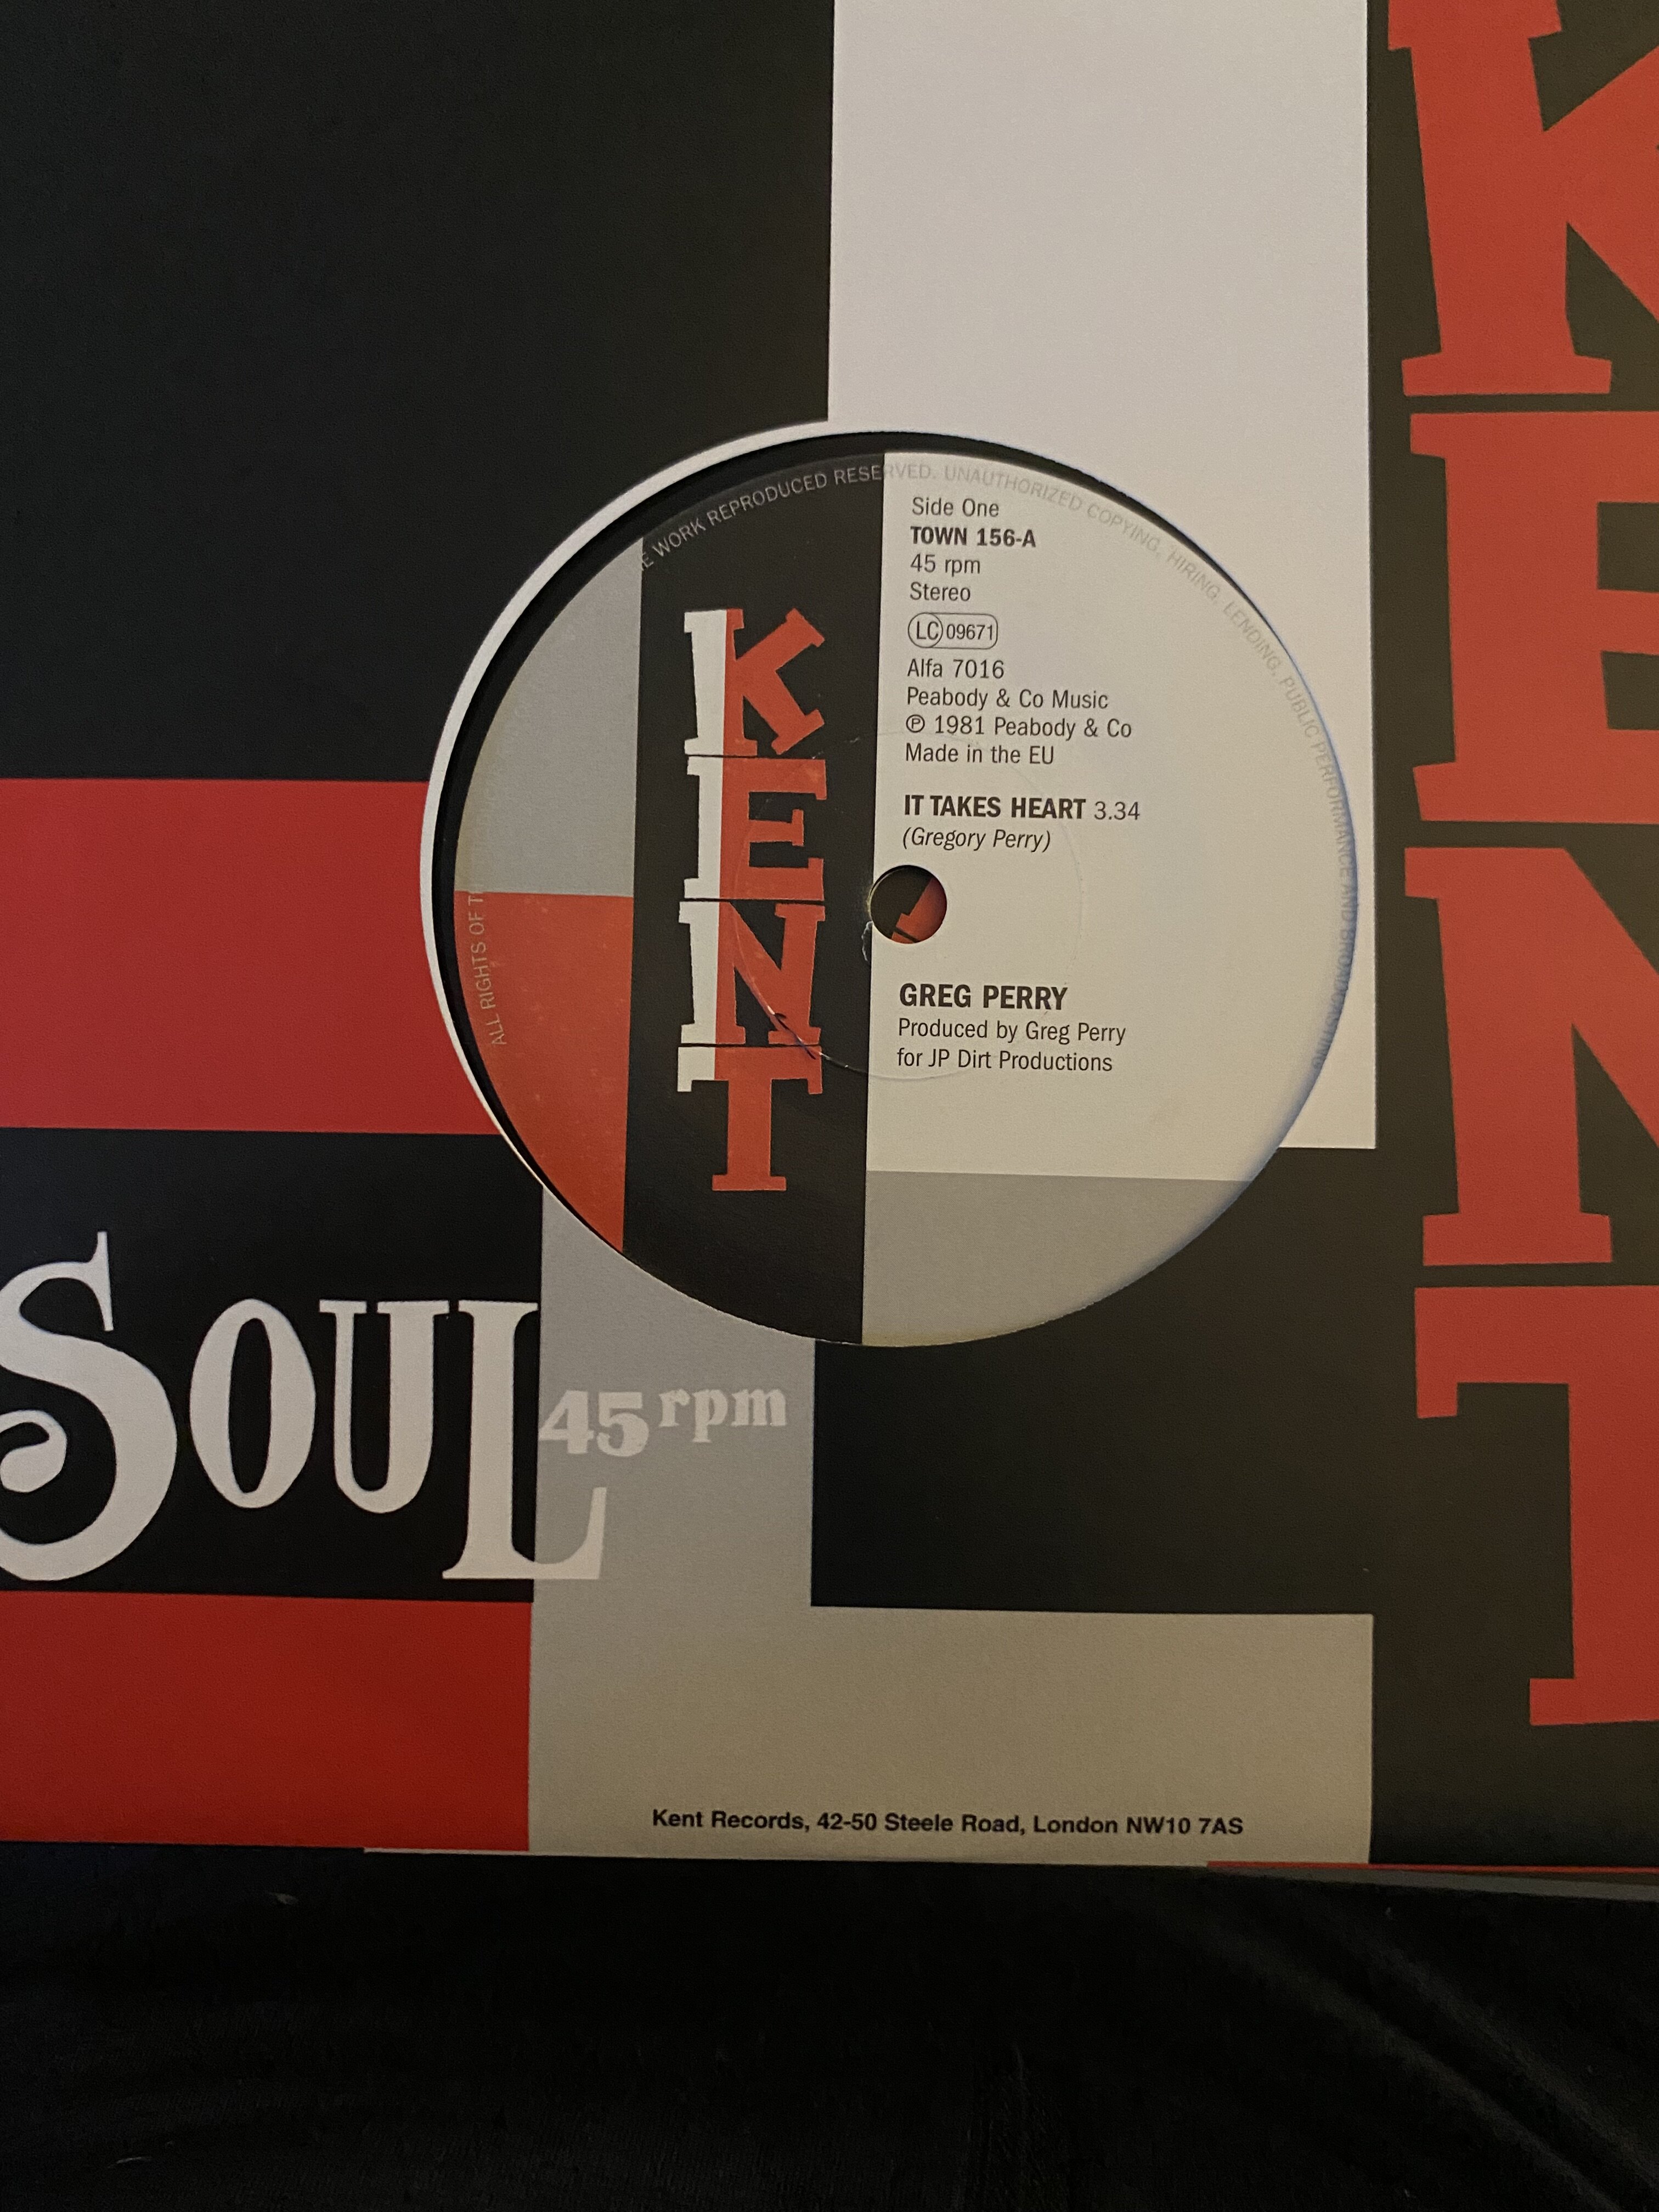 ALL RIGHTS OF T
E WORK REPRODUCED RESERVED. UNAUTHORIZED COPYING, HIRING, LENDING, PUBLIC PERFORMANCE AND BROADCASTING
Side One
TOWN 156-A
45 rpm
Stereo
LC 09671
Alfa 7016
Peabody & Co Music
℗ 1981 Peabody & Co
Made in the EU
IT TAKES HEART 3.34
(Gregory Perry)
GREG PERRY
Produced by Greg Perry
for JP Dirt Productions
KENT
KENT
SOUL
45 rpm
Kent Records, 42-50 Steele Road, London NW10 7AS